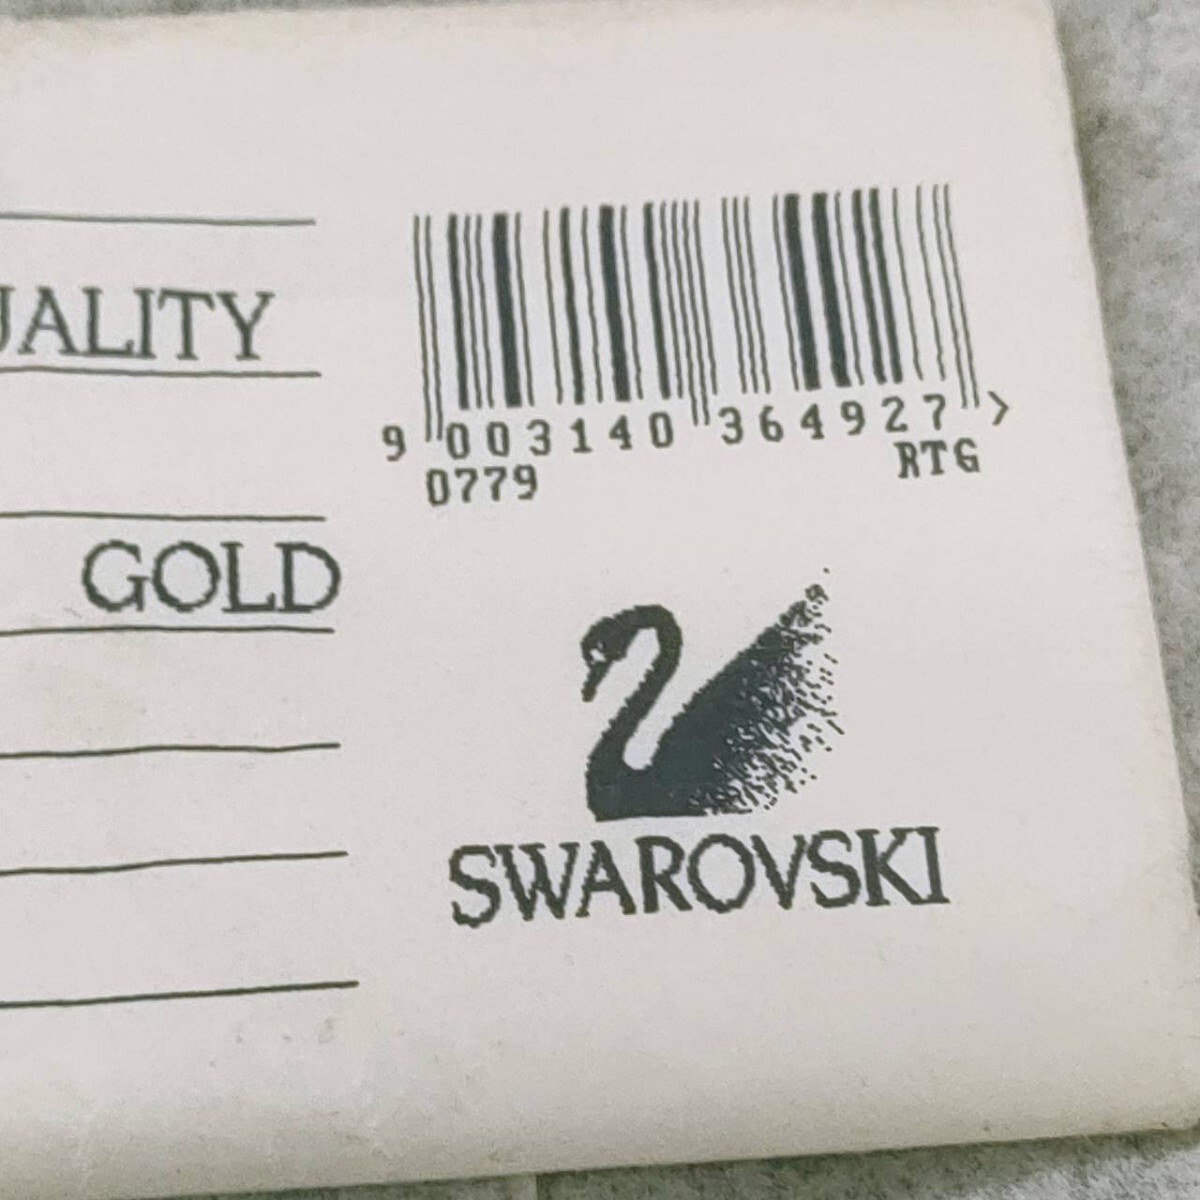 9 003140 364927 >
0779 RTG
UALITY
GOLD
SWAROVSKI